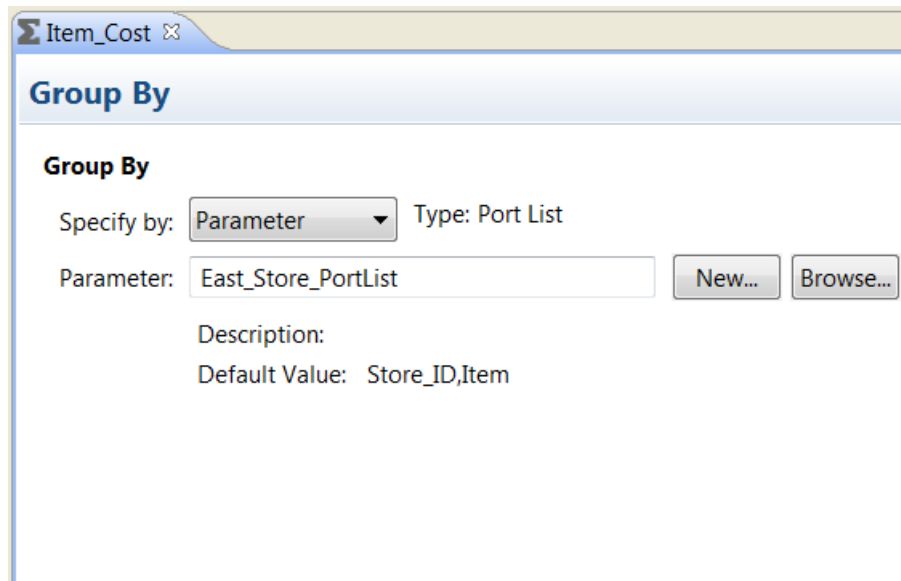 Item_Cost
Group By
Group By
Specify by: Parameter Type: Port List
Parameter: East_Store_PortList New... Browse...
Description:
Default Value: Store_ID,Item